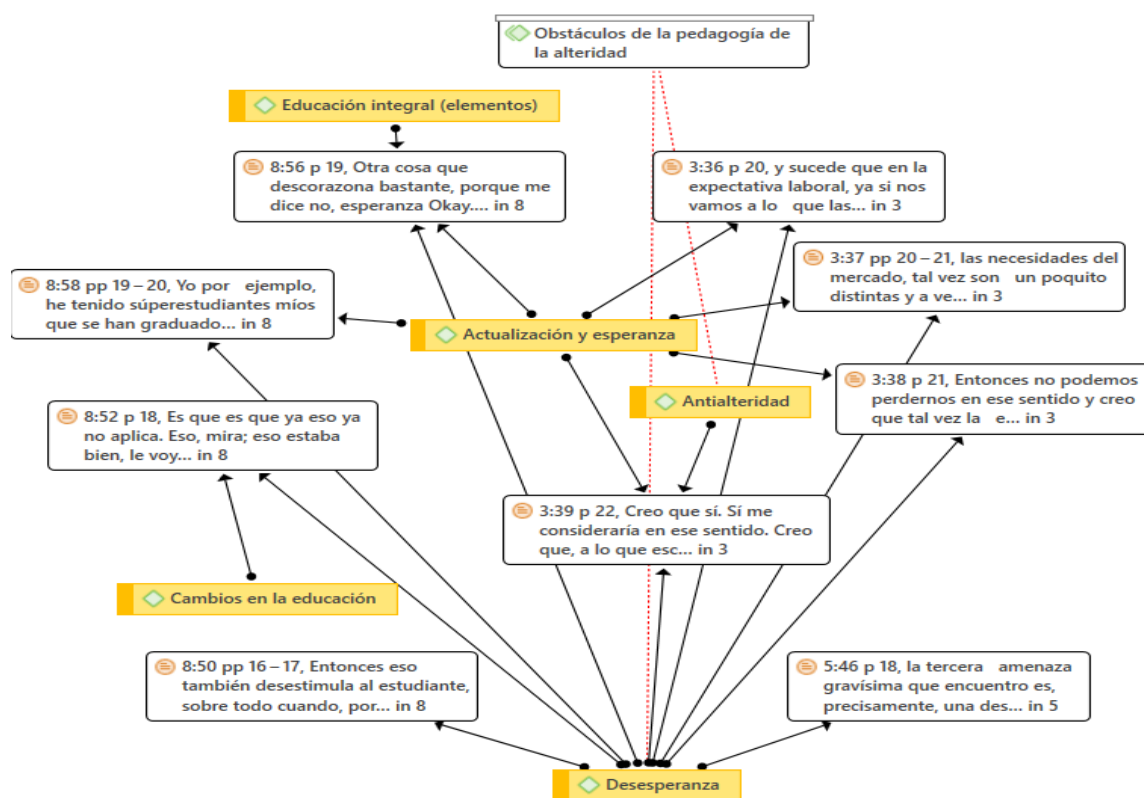 Obstáculos de la pedagogía de
la alteridad
Educación integral (elementos)
8:56 p 19, Otra cosa que
descorazona bastante, porque me
dice no, esperanza Okay.... in 8
3:36 p 20, y sucede que en la
expectativa laboral, ya si nos
vamos a lo que las... in 3
8:58 pp 19 – 20, Yo por ejemplo,
he tenido súperestudiantes míos
que se han graduado... in 8
3:37 pp 20 – 21, las necesidades del
mercado, tal vez son un poquito
distintas y a ve... in 3
Actualización y esperanza
3:38 p 21, Entonces no podemos
perdernos en ese sentido y creo
que tal vez la e... in 3
Antialteridad
8:52 p 18, Es que es que ya eso ya
no aplica. Eso, mira; eso estaba
bien, le voy... in 8
3:39 p 22, Creo que sí. Sí me
consideraría en ese sentido. Creo
que, a lo que esc... in 3
Cambios en la educación
8:50 pp 16 – 17, Entonces eso
también desestimula al estudiante,
sobre todo cuando, por... in 8
5:46 p 18, la tercera amenaza
gravísima que encuentro es,
precisamente, una des... in 5
Desesperanza